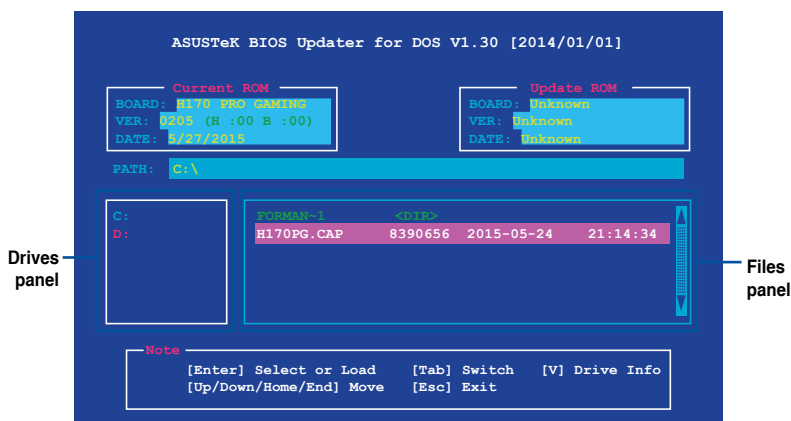 ASUSTeK BIOS Updater for DOS V1.30 [2014/01/01]
Current ROM
BOARD: H170 PRO GAMING
VER: 0205 (H :00 B :00)
DATE: 5/27/2015
Update ROM
BOARD: Unknown
VER: Unknown
DATE: Unknown
PATH: C:\
C:
D:
FORMAN~1 <DIR>
H170PG.CAP 8390656 2015-05-24 21:14:34
Drives
panel
Files
panel
Note
[Enter] Select or Load [Tab] Switch [V] Drive Info
[Up/Down/Home/End] Move [Esc] Exit